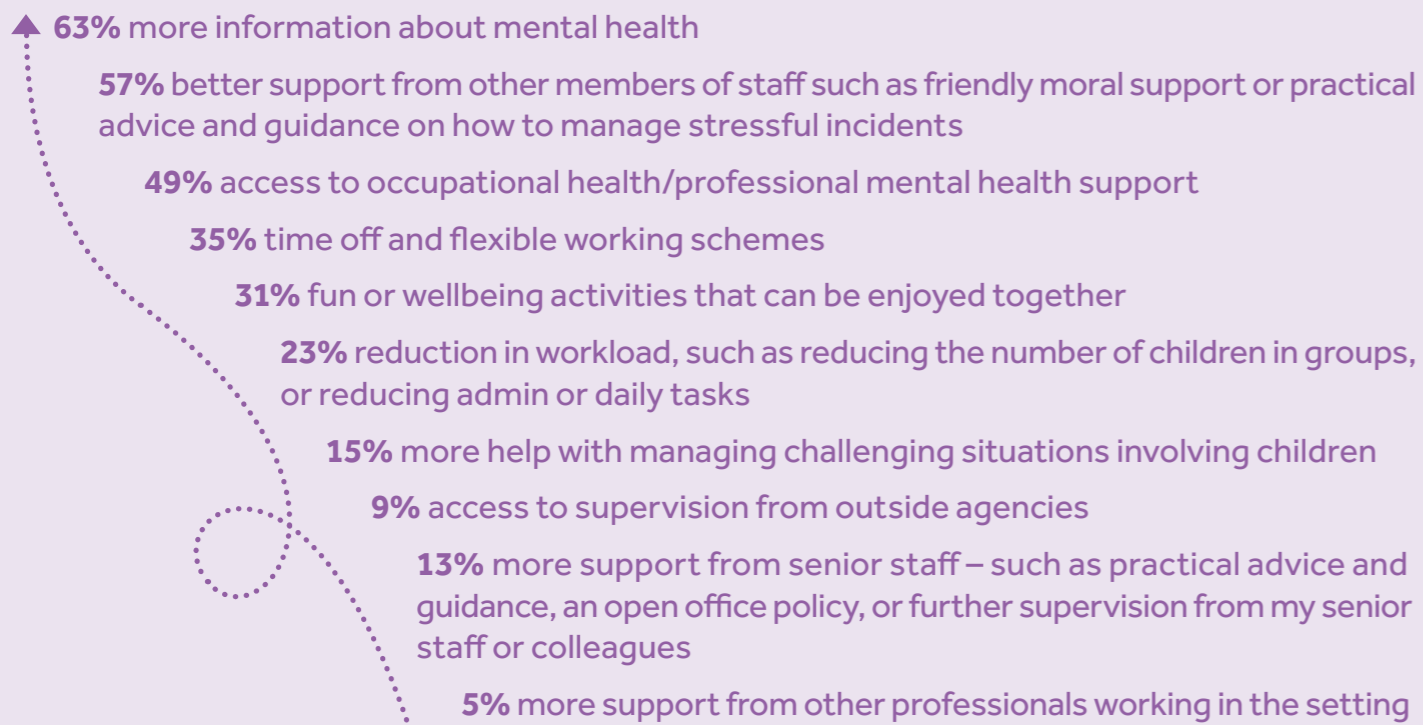 63% more information about mental health
57% better support from other members of staff such as friendly moral support or practical
advice and guidance on how to manage stressful incidents
49% access to occupational health/professional mental health support
35% time off and flexible working schemes
31% fun or wellbeing activities that can be enjoyed together
23% reduction in workload, such as reducing the number of children in groups,
or reducing admin or daily tasks
15% more help with managing challenging situations involving children
9% access to supervision from outside agencies
13% more support from senior staff – such as practical advice and
guidance, an open office policy, or further supervision from my senior
staff or colleagues
5% more support from other professionals working in the setting